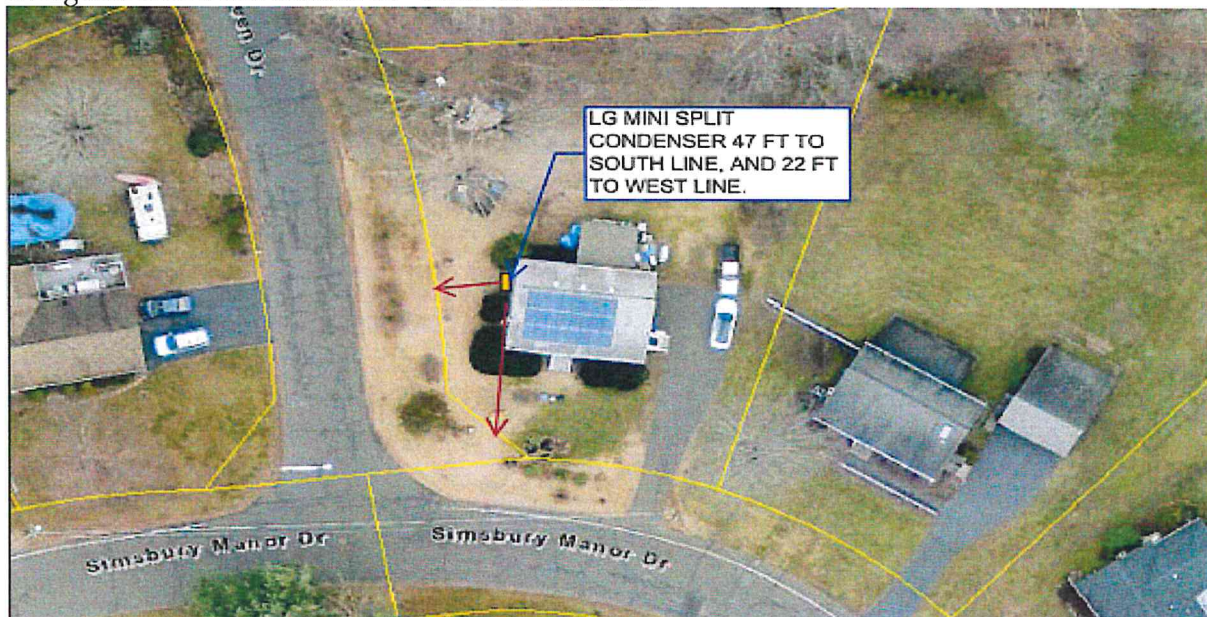 LG MINI SPLIT
CONDENSER 47 FT TO
SOUTH LINE, AND 22 FT
TO WEST LINE.
Simsbury Manor Dr
Simsbury Manor Dr